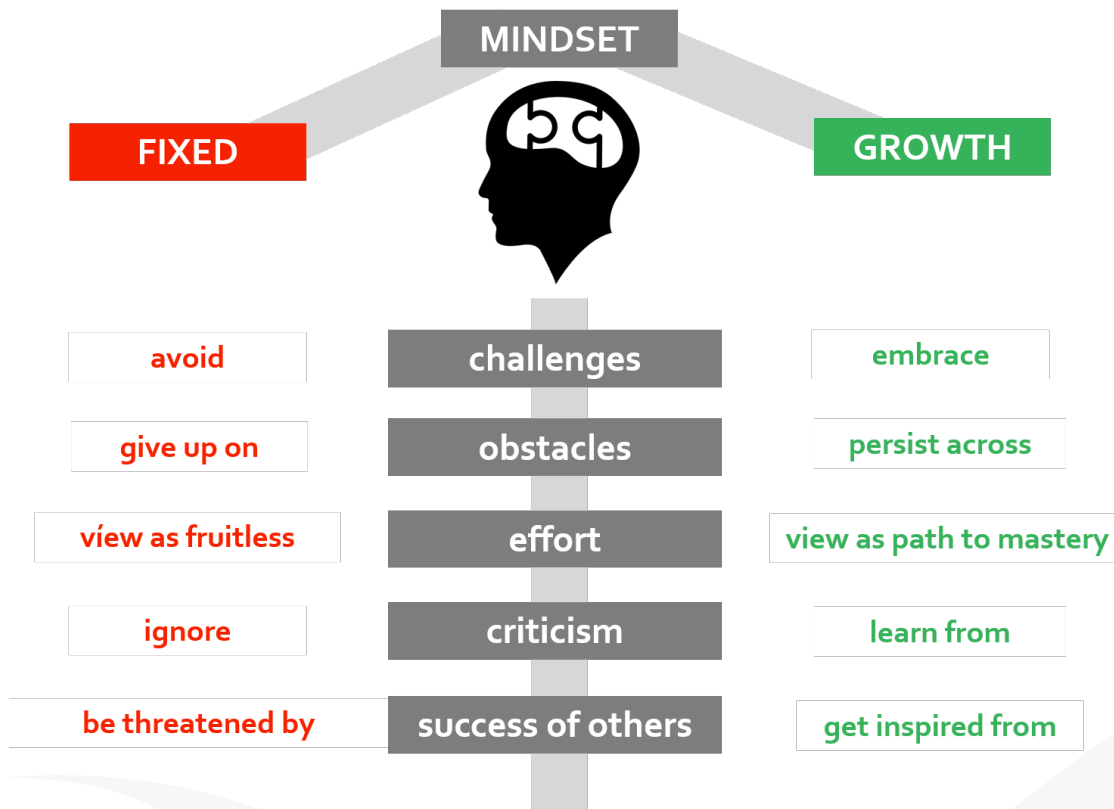 MINDSET
FIXED
GROWTH
avoid
challenges
embrace
give up on
obstacles
persist across
víew as fruitless
effort
view as path to mastery
ignore
criticism
learn from
be threatened by
success of others
get inspired from